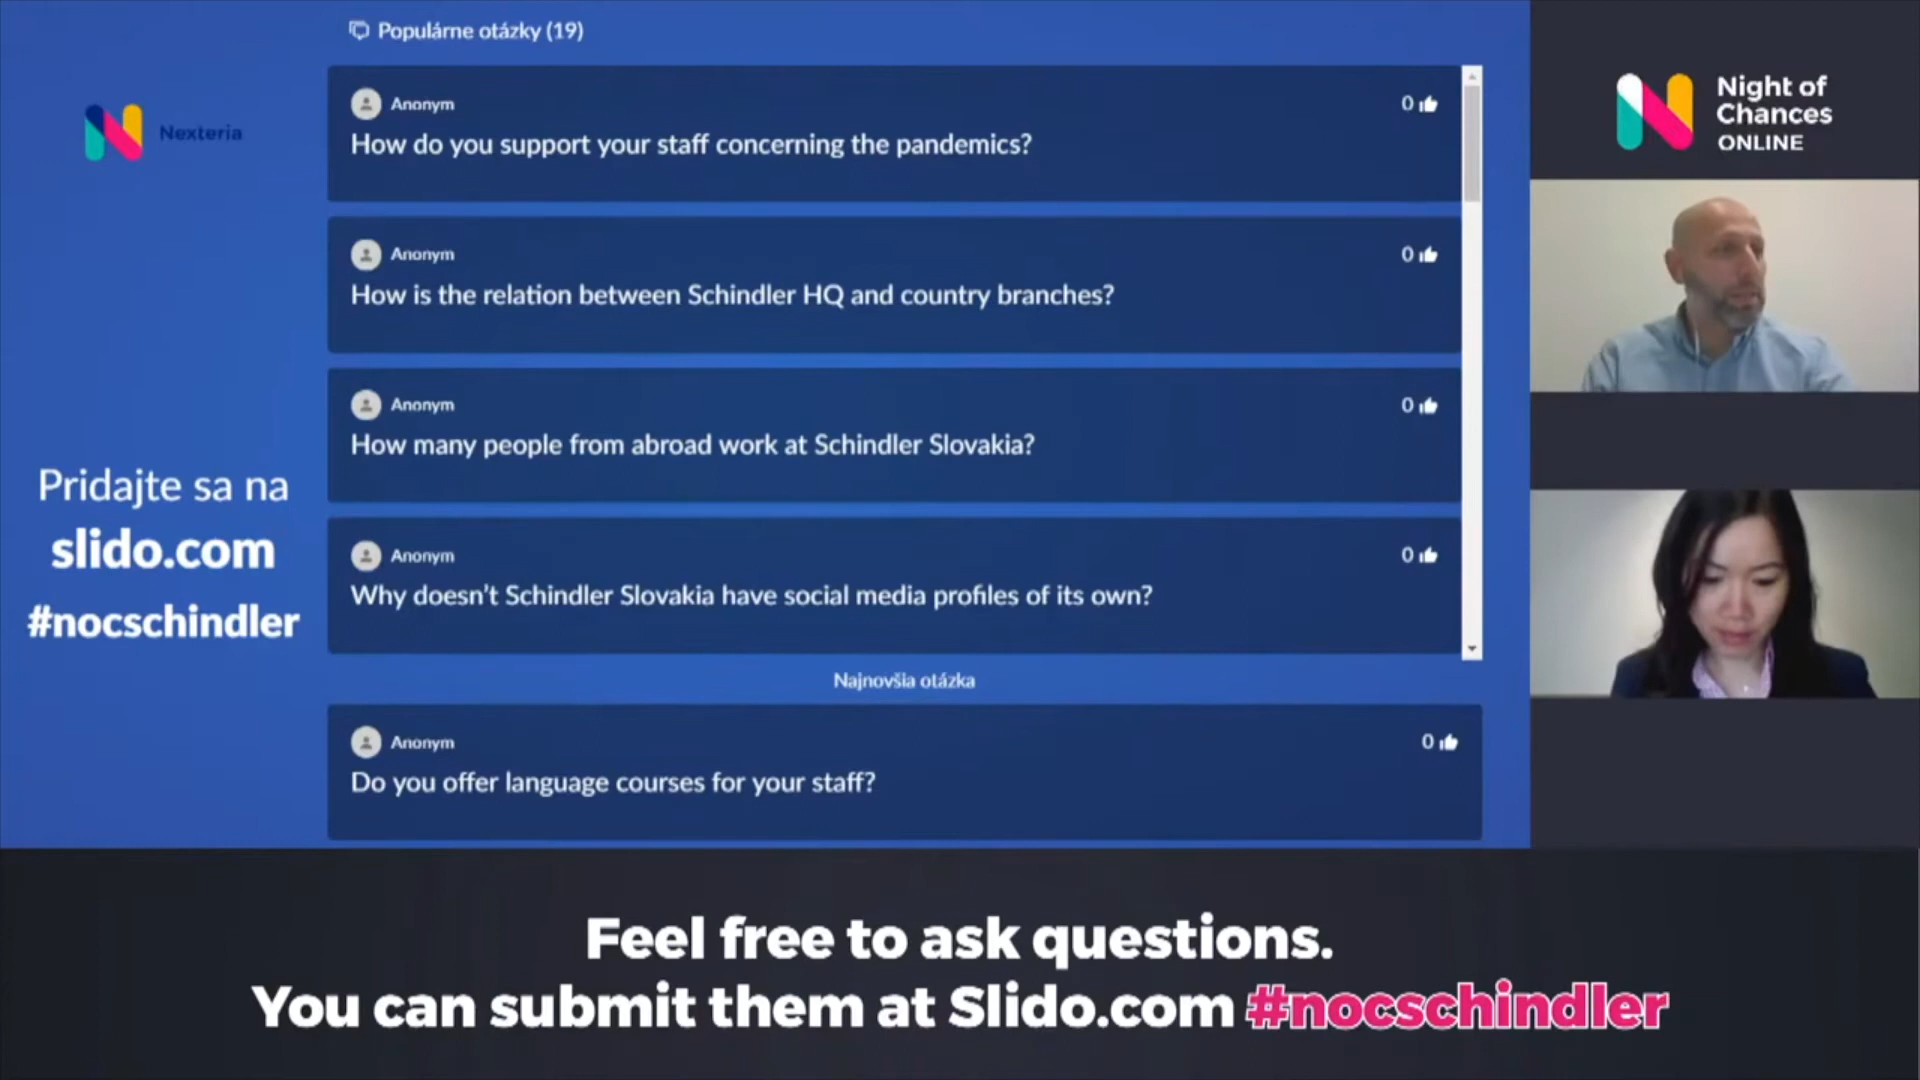 Populárne otázky (19)
Nexteria
Anonym
0
How do you support your staff concerning the pandemics?
Anonym
0
How is the relation between Schindler HQ and country branches?
Anonym
0
How many people from abroad work at Schindler Slovakia?
Anonym
0
Why doesn't Schindler Slovakia have social media profiles of its own?
Najnovšia otázka
Anonym
0
Do you offer language courses for your staff?
Pridajte sa na
slido.com
#nocschindler
Night of
Chances
ONLINE
Feel free to ask questions.
You can submit them at Slido.com #nocschindler